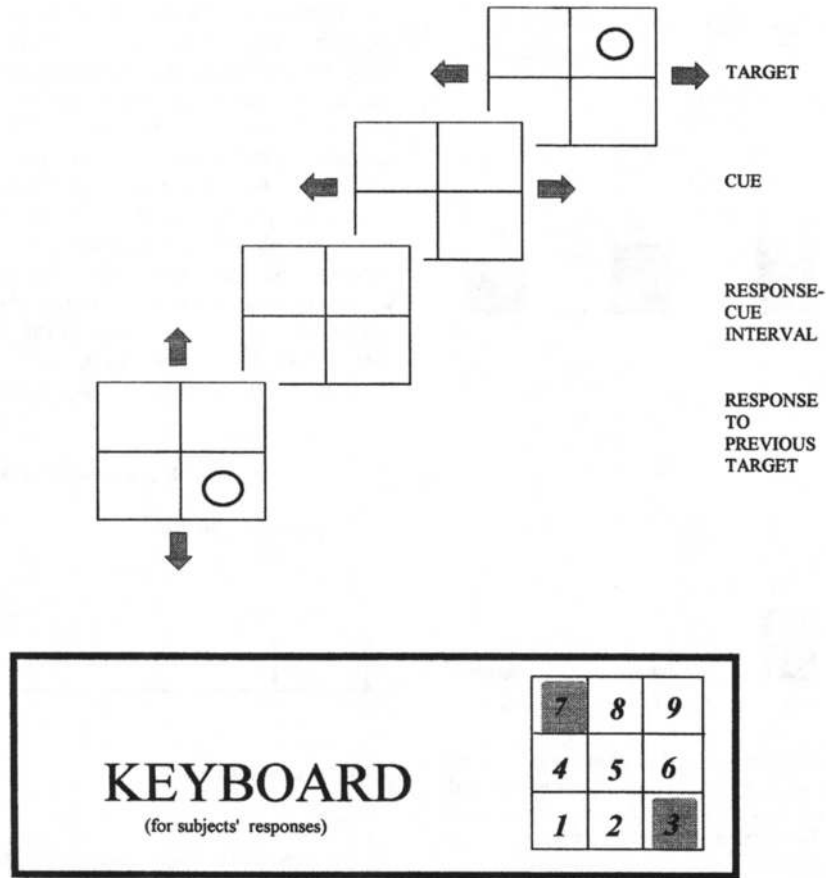 TARGET
CUE
RESPONSE-
CUE
INTERVAL
RESPONSE
TO
PREVIOUS
TARGET
KEYBOARD
(for subjects' responses)
7 8 9
4 5 6
1 2 3